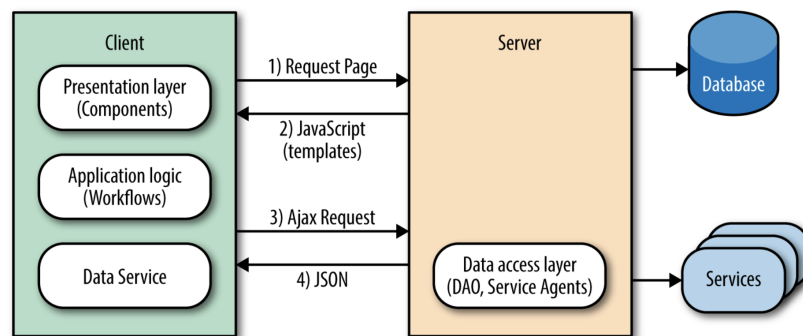 Client
Presentation layer
(Components)
Application logic
(Workflows)
Data Service
1) Request Page
2) JavaScript
(templates)
3) Ajax Request
4) JSON
Server
Data access layer
(DAO, Service Agents)
Database
Services